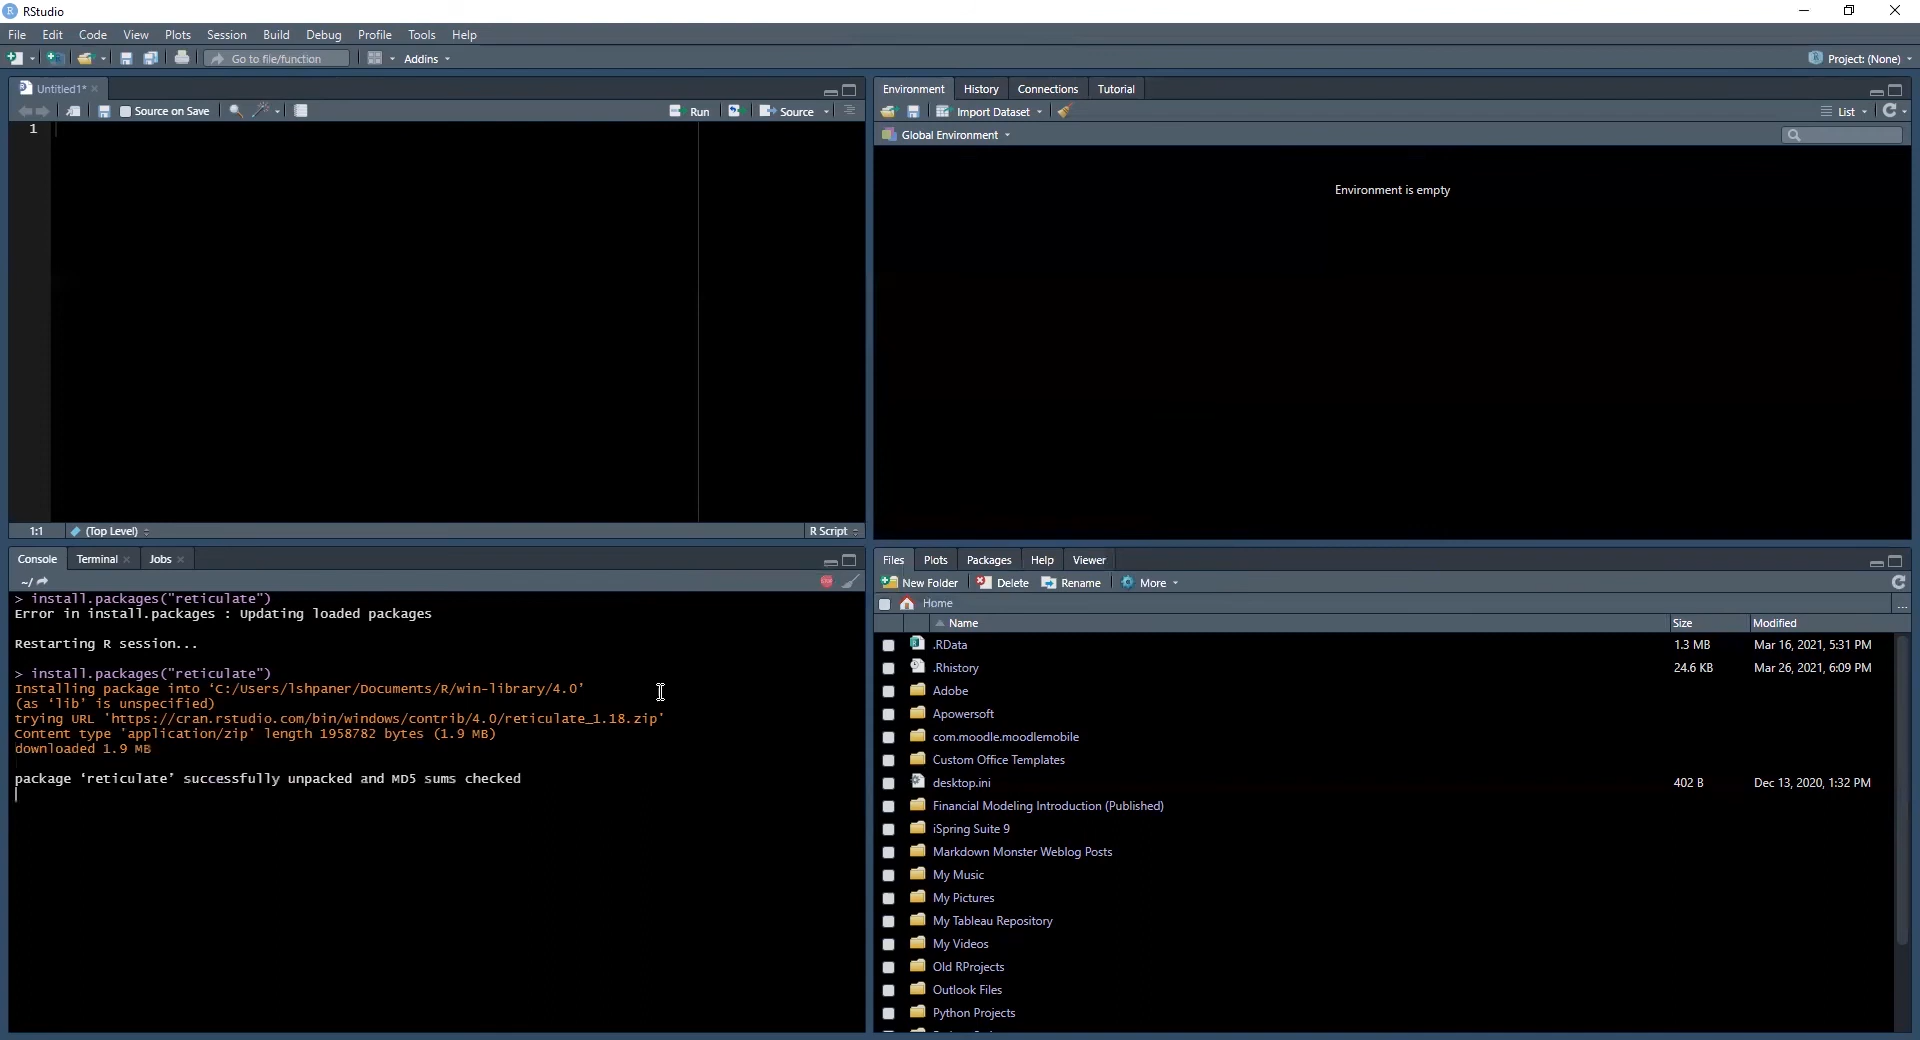 RStudio
File Edit Code View Plots Session Build Debug Profile Tools Help
Go to file/function Addins Project: (None)
Untitled1*
Source on Save Run Source
1
1:1 (Top Level) R Script
Console Terminal Jobs
~/
> install.packages("reticulate")
Error in install.packages : Updating loaded packages
Restarting R session...
> install.packages("reticulate")
Installing package into ‘C:/Users/lshpaner/Documents/R/win-library/4.0’
(as ‘lib’ is unspecified)
trying URL 'https://cran.rstudio.com/bin/windows/contrib/4.0/reticulate_1.18.zip'
Content type 'application/zip' length 1958782 bytes (1.9 MB)
downloaded 1.9 MB
package ‘reticulate’ successfully unpacked and MD5 sums checked
Environment History Connections Tutorial
Import Dataset List
Global Environment
Environment is empty
Files Plots Packages Help Viewer
New Folder Delete Rename More
Home ...
Name Size Modified
.RData 1.3 MB Mar 16, 2021, 5:31 PM
.Rhistory 24.6 KB Mar 26, 2021, 6:09 PM
Adobe
Apowersoft
com.moodle.moodlemobile
Custom Office Templates
desktop.ini 402 B Dec 13, 2020, 1:32 PM
Financial Modeling Introduction (Published)
iSpring Suite 9
Markdown Monster Weblog Posts
My Music
My Pictures
My Tableau Repository
My Videos
Old RProjects
Outlook Files
Python Projects